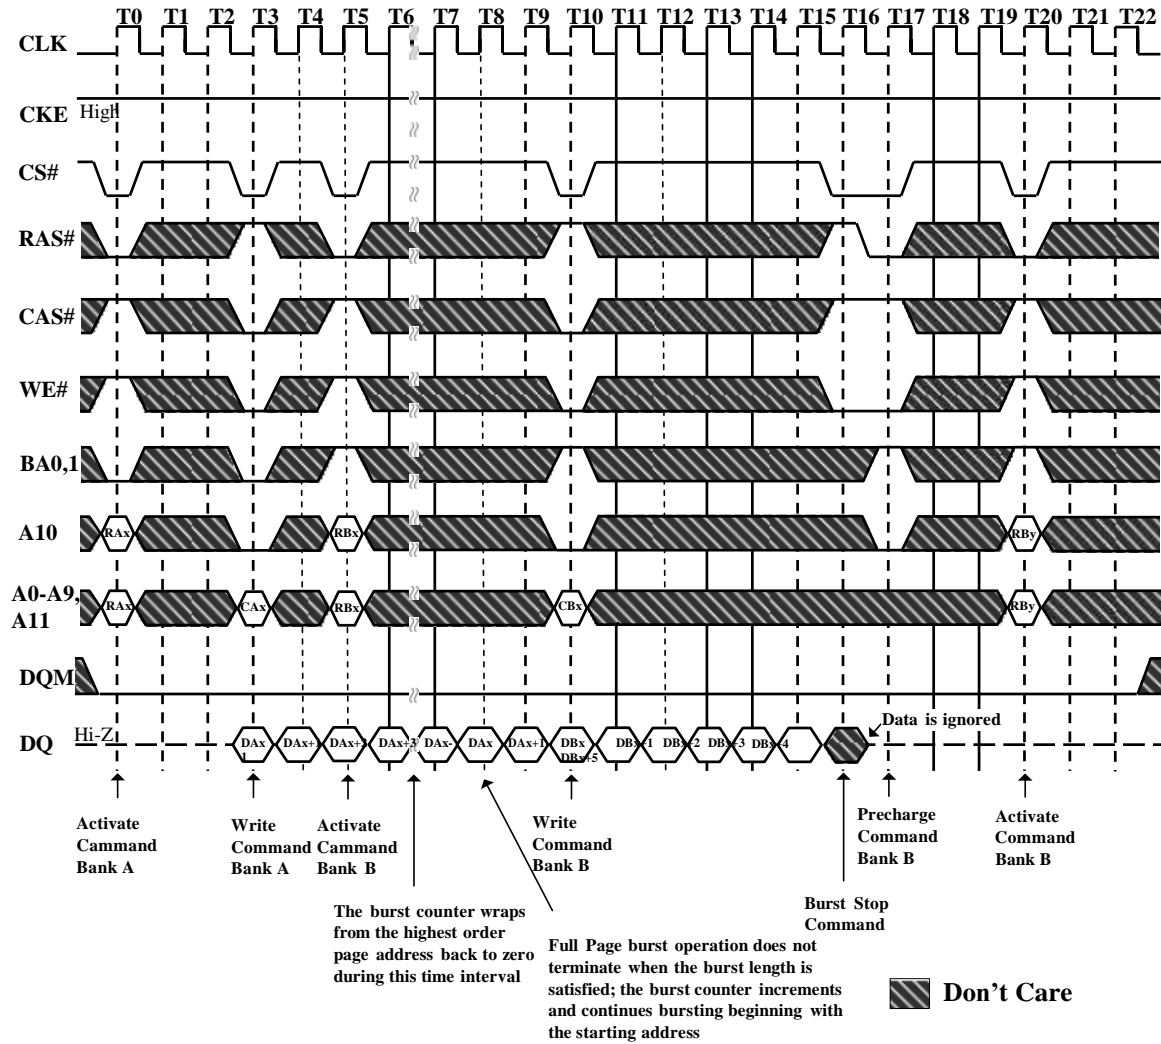 T0 T1 T2 T3 T4 T5 T6 T7 T8 T9 T10 T11 T12 T13 T14 T15 T16 T17 T18 T19 T20 T21 T22
CLK
CKE High
CS#
RAS#
CAS#
WE#
BA0,1
A10 RAx RBx RBy
A0-A9,
A11 RAx CAx RBx CBx RBy
DQM
Data is ignored
DQ Hi-Z DAx DAx+1 DAx+2 DAx+3 DAx- DAx DAx+1 DBx DBx+1 DBx+2 DBx+3 DBx+4
1 DBx+5
Activate
Cammand
Bank A
Write
Command
Bank A
Activate
Cammand
Bank B
Write
Command
Bank B
Precharge
Command
Bank B
Activate
Command
Bank B
Burst Stop
Command
The burst counter wraps
from the highest order
page address back to zero
during this time interval
Full Page burst operation does not
terminate when the burst length is
satisfied; the burst counter increments
and continues bursting beginning with
the starting address
Don't Care